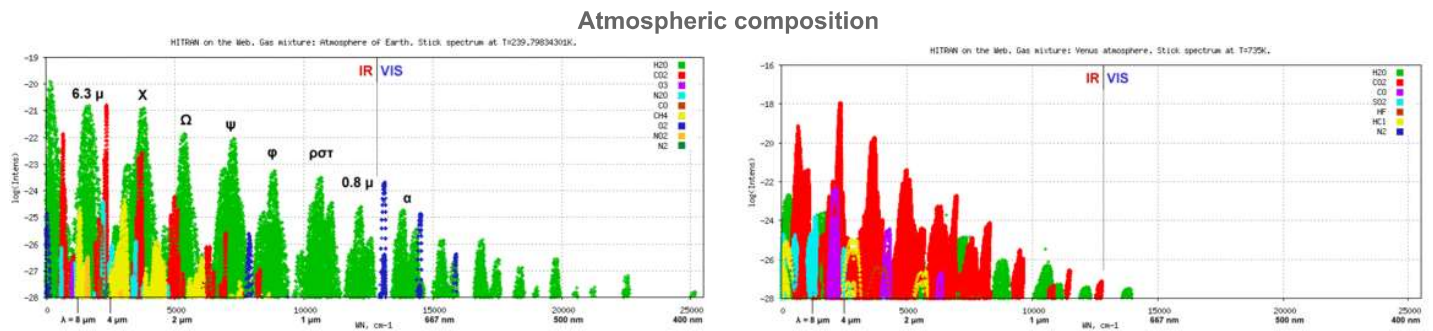 Atmospheric composition
HITRAN on the Web. Gas mixture: Atmosphere of Earth. Stick spectrum at T=239.79834301K.
-19
-20
-21
-22
-23
-24
-25
-26
-27
-28
log(Intens)
IR VIS
6.3 μ
X
Ω
ψ
φ
ρστ
0.8 μ
α
H2O
CO2
O3
N2O
CO
CH4
O2
NO2
N2
0 5000 10000 15000 20000 25000
λ = 8 μm 4 μm 2 μm 1 μm WN, cm-1 667 nm 500 nm 400 nm
HITRAN on the Web. Gas mixture: Venus atmosphere. Stick spectrum at T=735K.
-16
-18
-20
-22
-24
-26
-28
log(Intens)
IR VIS
H2O
CO2
CO
SO2
HF
HCl
N2
0 5000 10000 15000 20000 25000
λ = 8 μm 4 μm 2 μm 1 μm WN, cm-1 667 nm 500 nm 400 nm